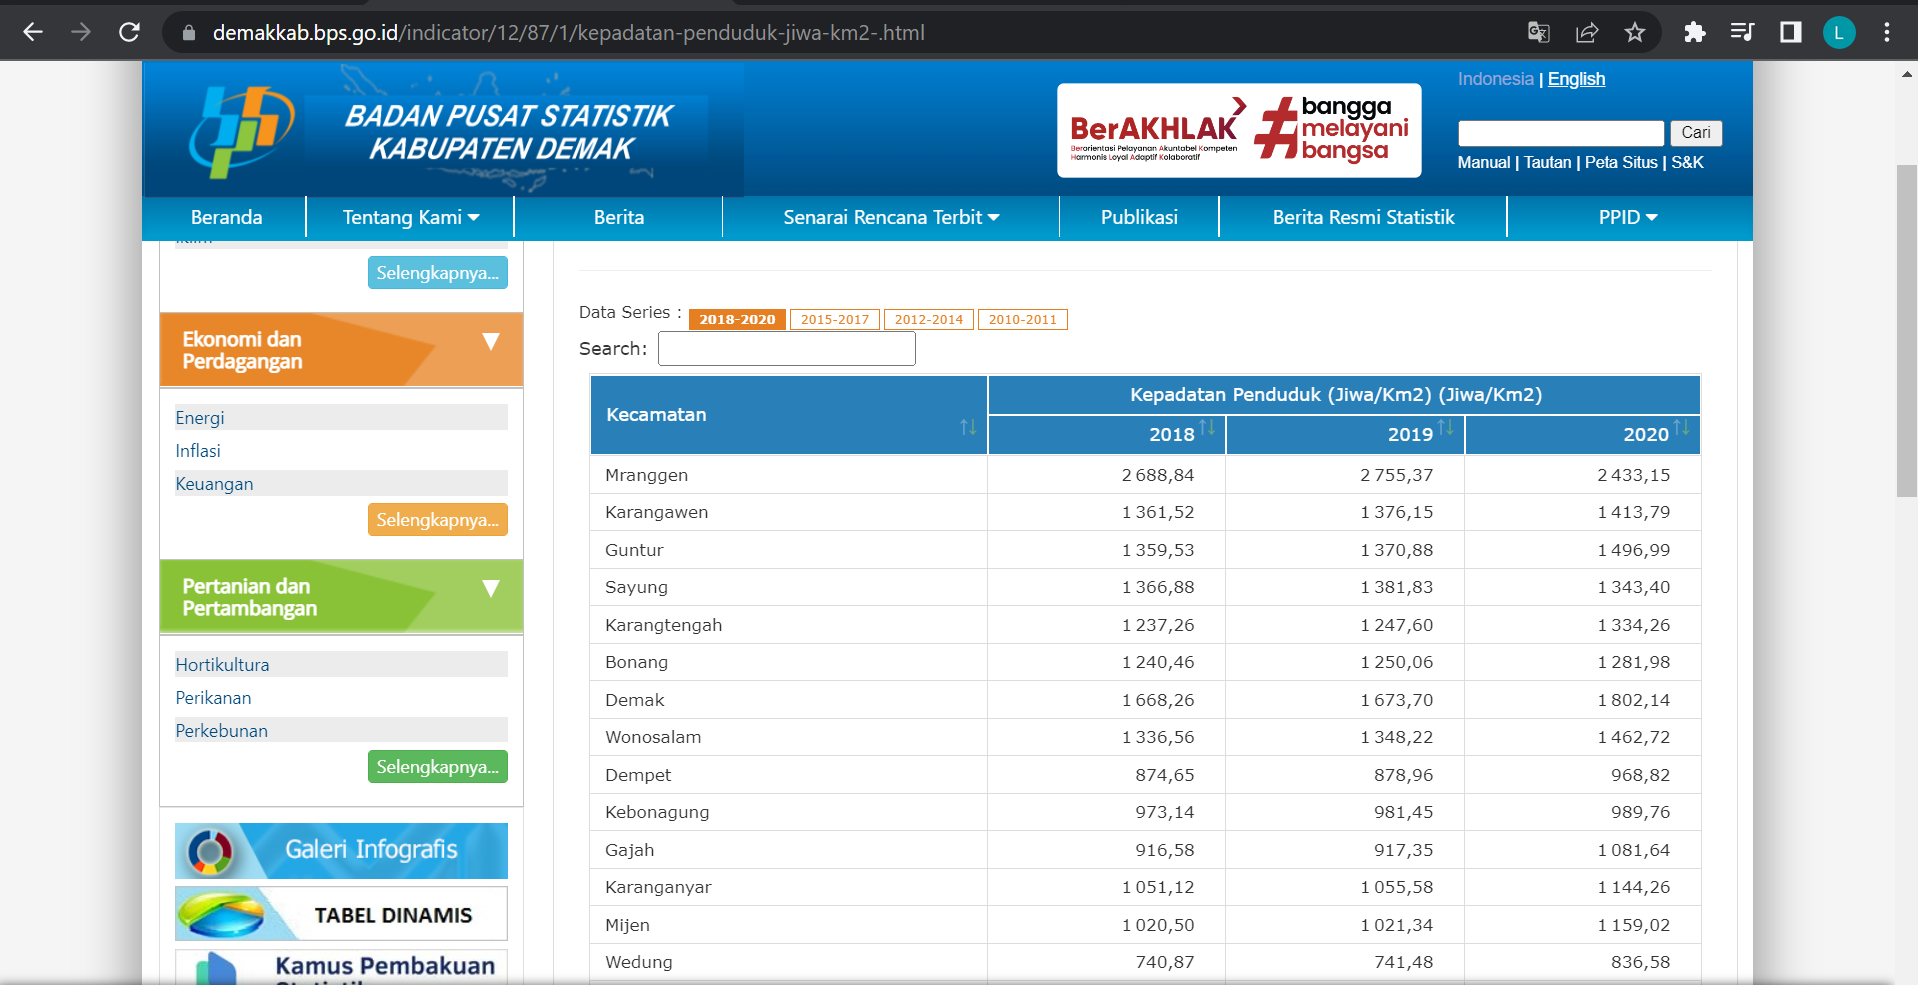 demakkab.bps.go.id/indicator/12/87/1/kepadatan-penduduk-jiwa-km2-.html
L
BADAN PUSAT STATISTIK
KABUPATEN DEMAK
BerAKHLAK
Berorientasi Pelayanan Akuntabel Kompeten
Harmonis Loyal Adaptif Kolaboratif
#bangga
melayani
bangsa
Indonesia | English
Cari
Manual | Tautan | Peta Situs | S&K
Beranda Tentang Kami Berita Senarai Rencana Terbit Publikasi Berita Resmi Statistik PPID
Selengkapnya...
Ekonomi dan
Perdagangan
Energi
Inflasi
Keuangan
Selengkapnya...
Pertanian dan
Pertambangan
Hortikultura
Perikanan
Perkebunan
Selengkapnya...
Galeri Infografis
TABEL DINAMIS
Kamus Pembakuan
Data Series : 2018-2020 2015-2017 2012-2014 2010-2011
Search:
Kecamatan
Kepadatan Penduduk (Jiwa/Km2) (Jiwa/Km2)
2018 2019 2020
Mranggen 2 688,84 2 755,37 2 433,15
Karangawen 1 361,52 1 376,15 1 413,79
Guntur 1 359,53 1 370,88 1 496,99
Sayung 1 366,88 1 381,83 1 343,40
Karangtengah 1 237,26 1 247,60 1 334,26
Bonang 1 240,46 1 250,06 1 281,98
Demak 1 668,26 1 673,70 1 802,14
Wonosalam 1 336,56 1 348,22 1 462,72
Dempet 874,65 878,96 968,82
Kebonagung 973,14 981,45 989,76
Gajah 916,58 917,35 1 081,64
Karanganyar 1 051,12 1 055,58 1 144,26
Mijen 1 020,50 1 021,34 1 159,02
Wedung 740,87 741,48 836,58